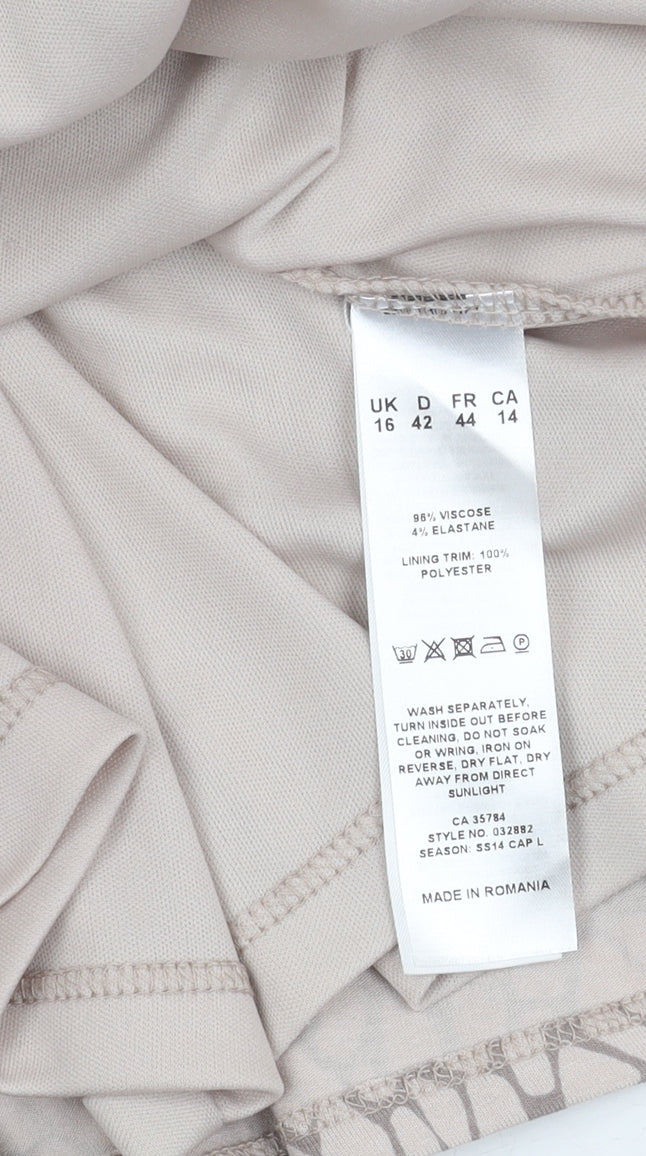 UK D FR CA
16 42 44 14
96% VISCOSE
4% ELASTANE
LINING TRIM: 100%
POLYESTER
30 P
WASH SEPARATELY,
TURN INSIDE OUT BEFORE
CLEANING, DO NOT SOAK
OR WRING, IRON ON
REVERSE, DRY FLAT, DRY
AWAY FROM DIRECT
SUNLIGHT
CA 35784
STYLE NO. 032882
SEASON: SS14 CAP L
MADE IN ROMANIA